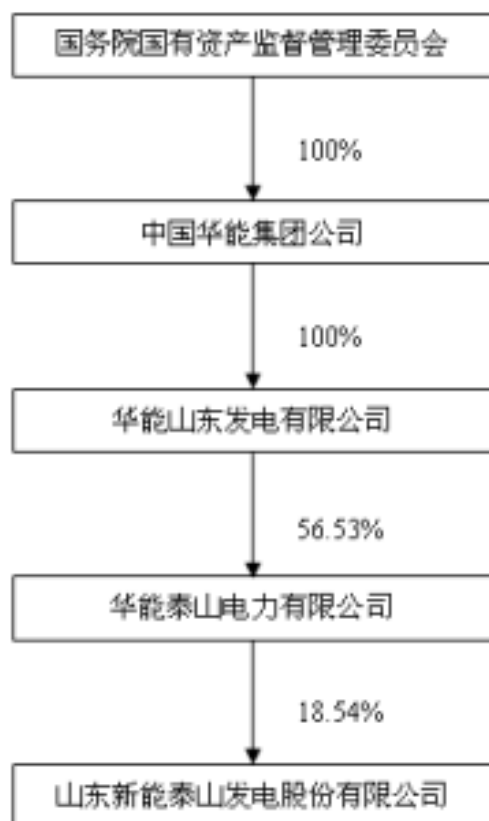 国务院国有资产监督管理委员会
100%
中国华能集团公司
100%
华能山东发电有限公司
56.53%
华能泰山电力有限公司
18.54%
山东新能泰山发电股份有限公司